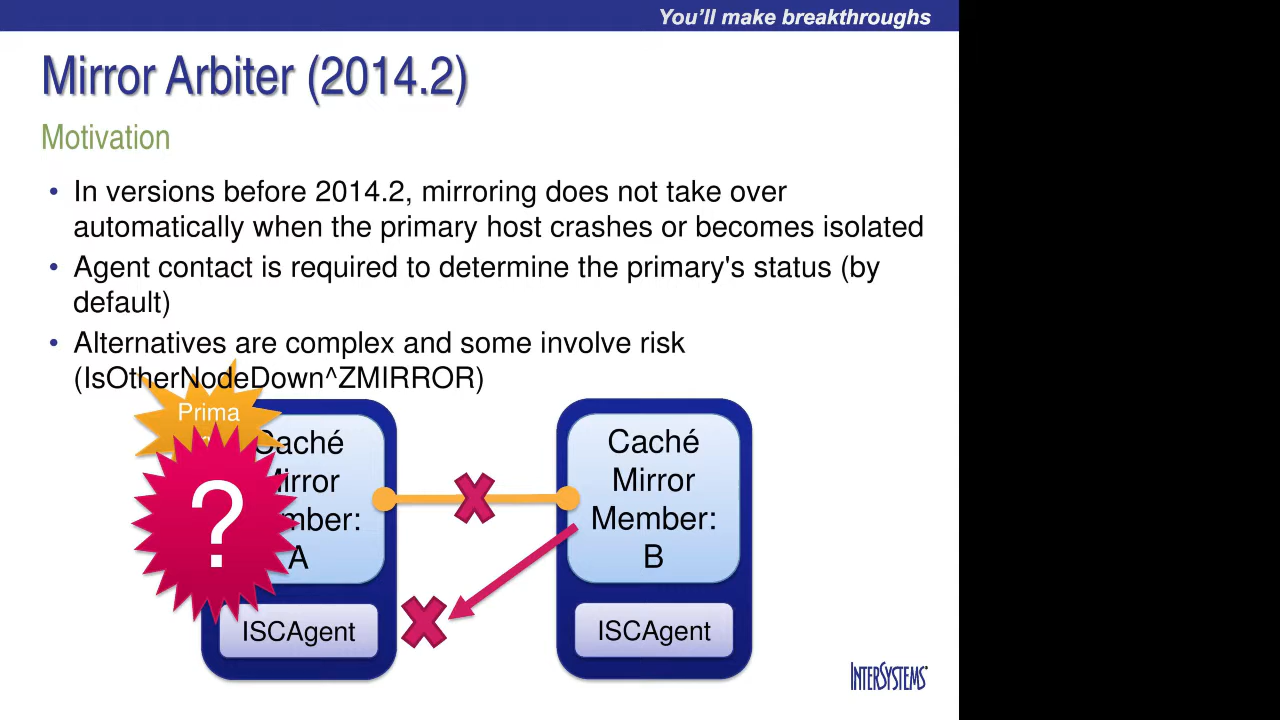 You'll make breakthroughs
Mirror Arbiter (2014.2)
Motivation
• In versions before 2014.2, mirroring does not take over
automatically when the primary host crashes or becomes isolated
• Agent contact is required to determine the primary's status (by
default)
• Alternatives are complex and some involve risk
(IsOtherNodeDown^ZMIRROR)
Prima
?
Caché
Mirror
Member:
A
ISCAgent
Caché
Mirror
Member:
B
ISCAgent
INTERSYSTEMS